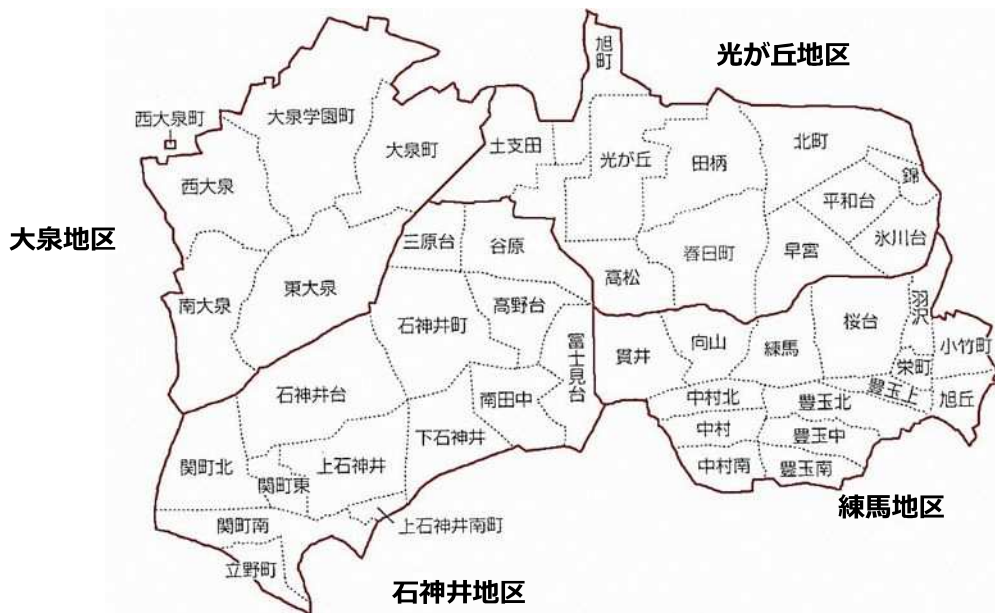 旭町
光が丘地区
西大泉町
大泉学園町
大泉町
土支田
光が丘
田柄
北町
錦
西大泉
平和台
氷川台
大泉地区
三原台
谷原
高松
春日町
早宮
南大泉
東大泉
石神井町
高野台
富士見台
貫井
向山
練馬
桜台
羽沢
小竹町
栄町
石神井台
南田中
中村北
豊玉北
豊玉上
旭丘
関町北
関町東
上石神井
下石神井
中村
豊玉中
中村南
豊玉南
関町南
上石神井南町
練馬地区
立野町
石神井地区